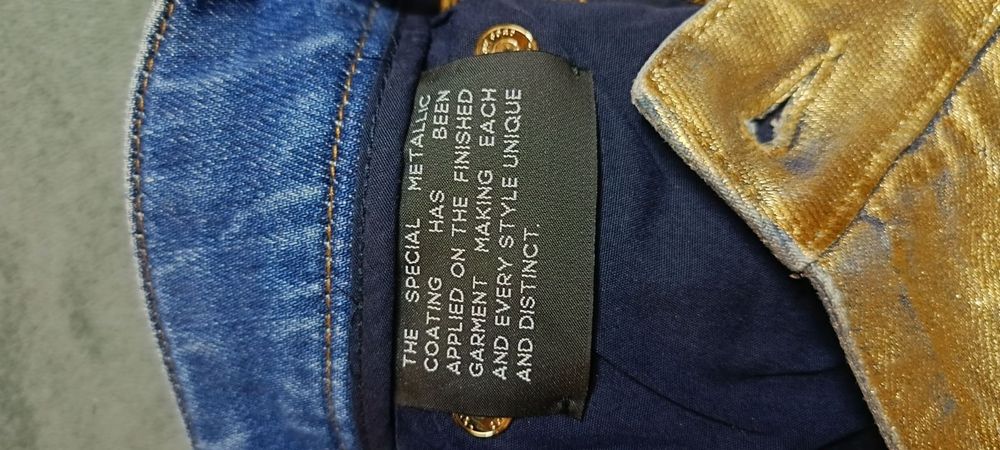 THE SPECIAL METALLIC
COATING HAS BEEN
APPLIED ON THE FINISHED
GARMENT MAKING EACH
AND EVERY STYLE UNIQUE
AND DISTINCT.